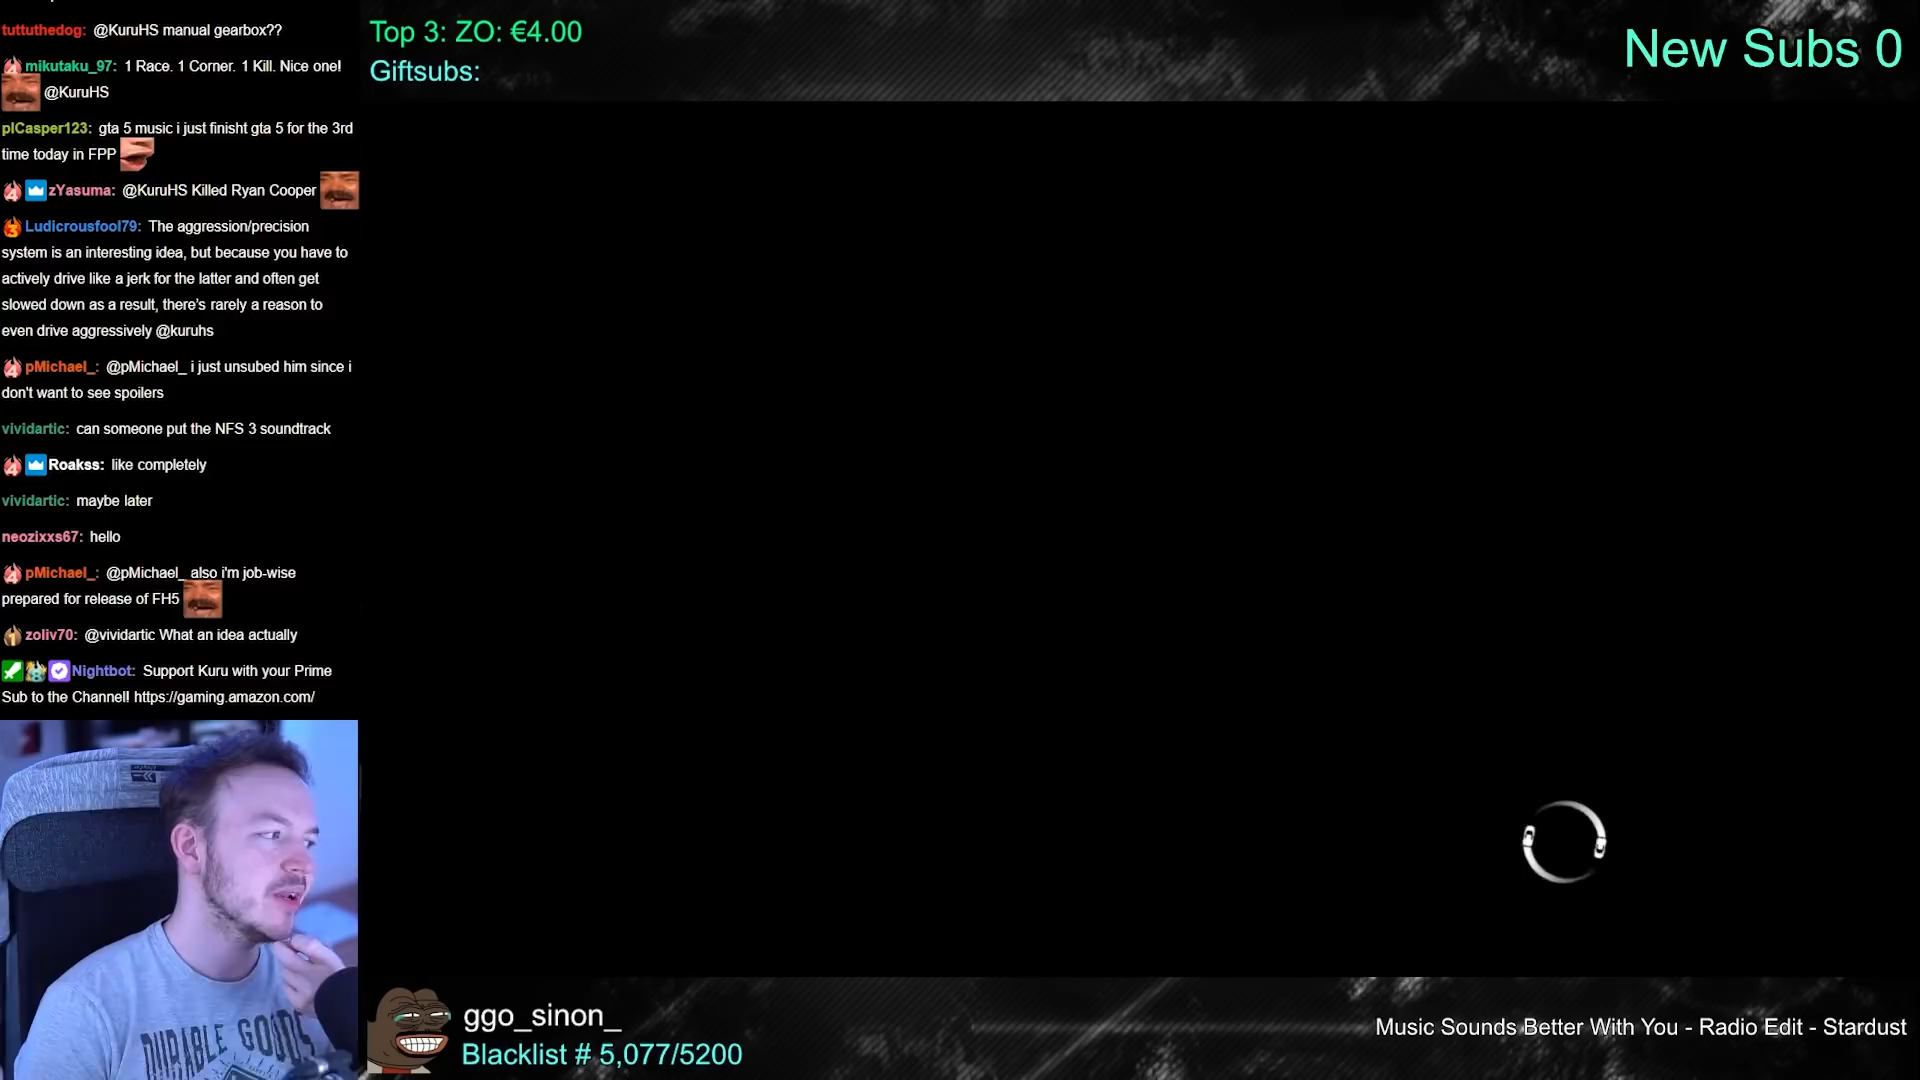 tuttuthedog: @KuruHS manual gearbox??
mikutaku_97: 1 Race. 1 Corner. 1 Kill. Nice one!
@KuruHS
plCasper123: gta 5 music i just finisht gta 5 for the 3rd
time today in FPP
zYasuma: @KuruHS Killed Ryan Cooper
Ludicrousfool79: The aggression/precision
system is an interesting idea, but because you have to
actively drive like a jerk for the latter and often get
slowed down as a result, there's rarely a reason to
even drive aggressively @kuruhs
pMichael_: @pMichael_ i just unsubed him since i
don't want to see spoilers
vividartic: can someone put the NFS 3 soundtrack
Roakss: like completely
vividartic: maybe later
neozixxs67: hello
pMichael_: @pMichael_ also i'm job-wise
prepared for release of FH5
zoliv70: @vividartic What an idea actually
Nightbot: Support Kuru with your Prime
Sub to the Channel! https://gaming.amazon.com/
Top 3: ZO: €4.00
Giftsubs:
New Subs 0
DURABLE GOODS
ggo_sinon_
Blacklist # 5,077/5200
Music Sounds Better With You - Radio Edit - Stardust